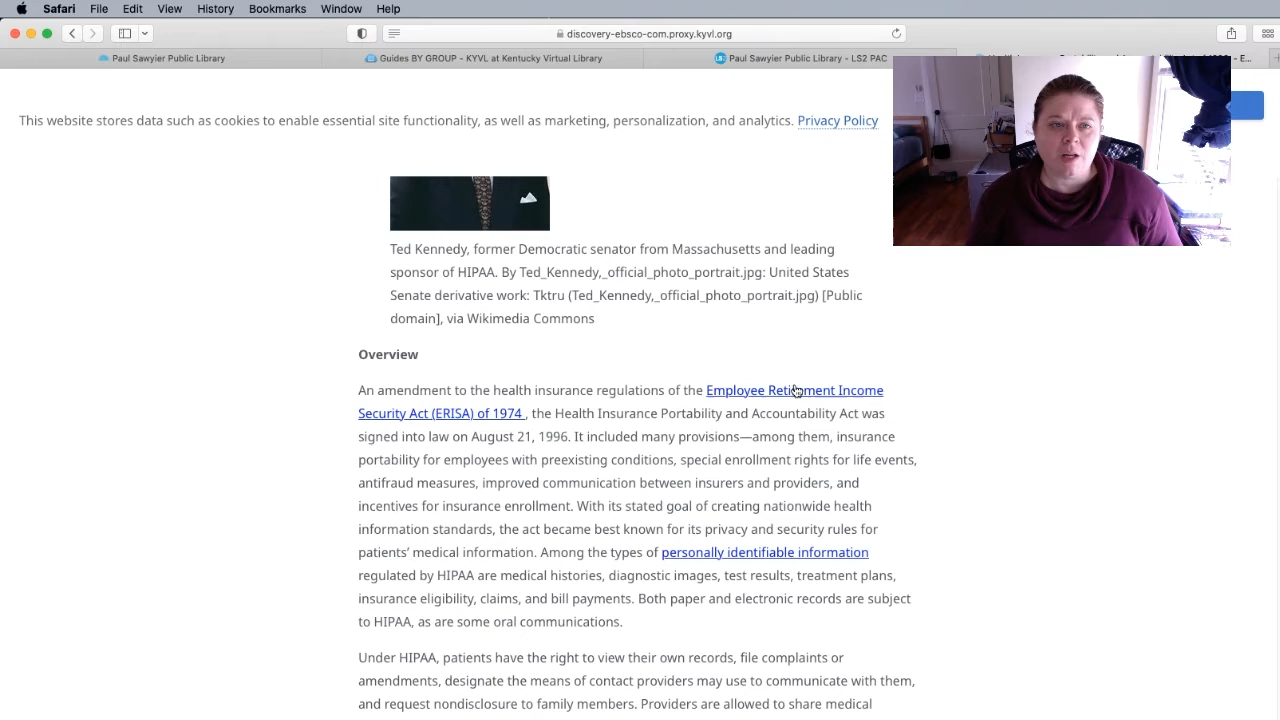 Safari File Edit View History Bookmarks Window Help
discovery-ebsco-com.proxy.kyvl.org
Paul Sawyier Public Library
Guides BY GROUP - KYVL at Kentucky Virtual Library
Paul Sawyier Public Library - LS2 PAC
This website stores data such as cookies to enable essential site functionality, as well as marketing, personalization, and analytics. Privacy Policy
Ted Kennedy, former Democratic senator from Massachusetts and leading
sponsor of HIPAA. By Ted_Kennedy,_official_photo_portrait.jpg: United States
Senate derivative work: Tktru (Ted_Kennedy,_official_photo_portrait.jpg) [Public
domain], via Wikimedia Commons
Overview
An amendment to the health insurance regulations of the Employee Retirement Income
Security Act (ERISA) of 1974 , the Health Insurance Portability and Accountability Act was
signed into law on August 21, 1996. It included many provisions—among them, insurance
portability for employees with preexisting conditions, special enrollment rights for life events,
antifraud measures, improved communication between insurers and providers, and
incentives for insurance enrollment. With its stated goal of creating nationwide health
information standards, the act became best known for its privacy and security rules for
patients’ medical information. Among the types of personally identifiable information
regulated by HIPAA are medical histories, diagnostic images, test results, treatment plans,
insurance eligibility, claims, and bill payments. Both paper and electronic records are subject
to HIPAA, as are some oral communications.
Under HIPAA, patients have the right to view their own records, file complaints or
amendments, designate the means of contact providers may use to communicate with them,
and request nondisclosure to family members. Providers are allowed to share medical